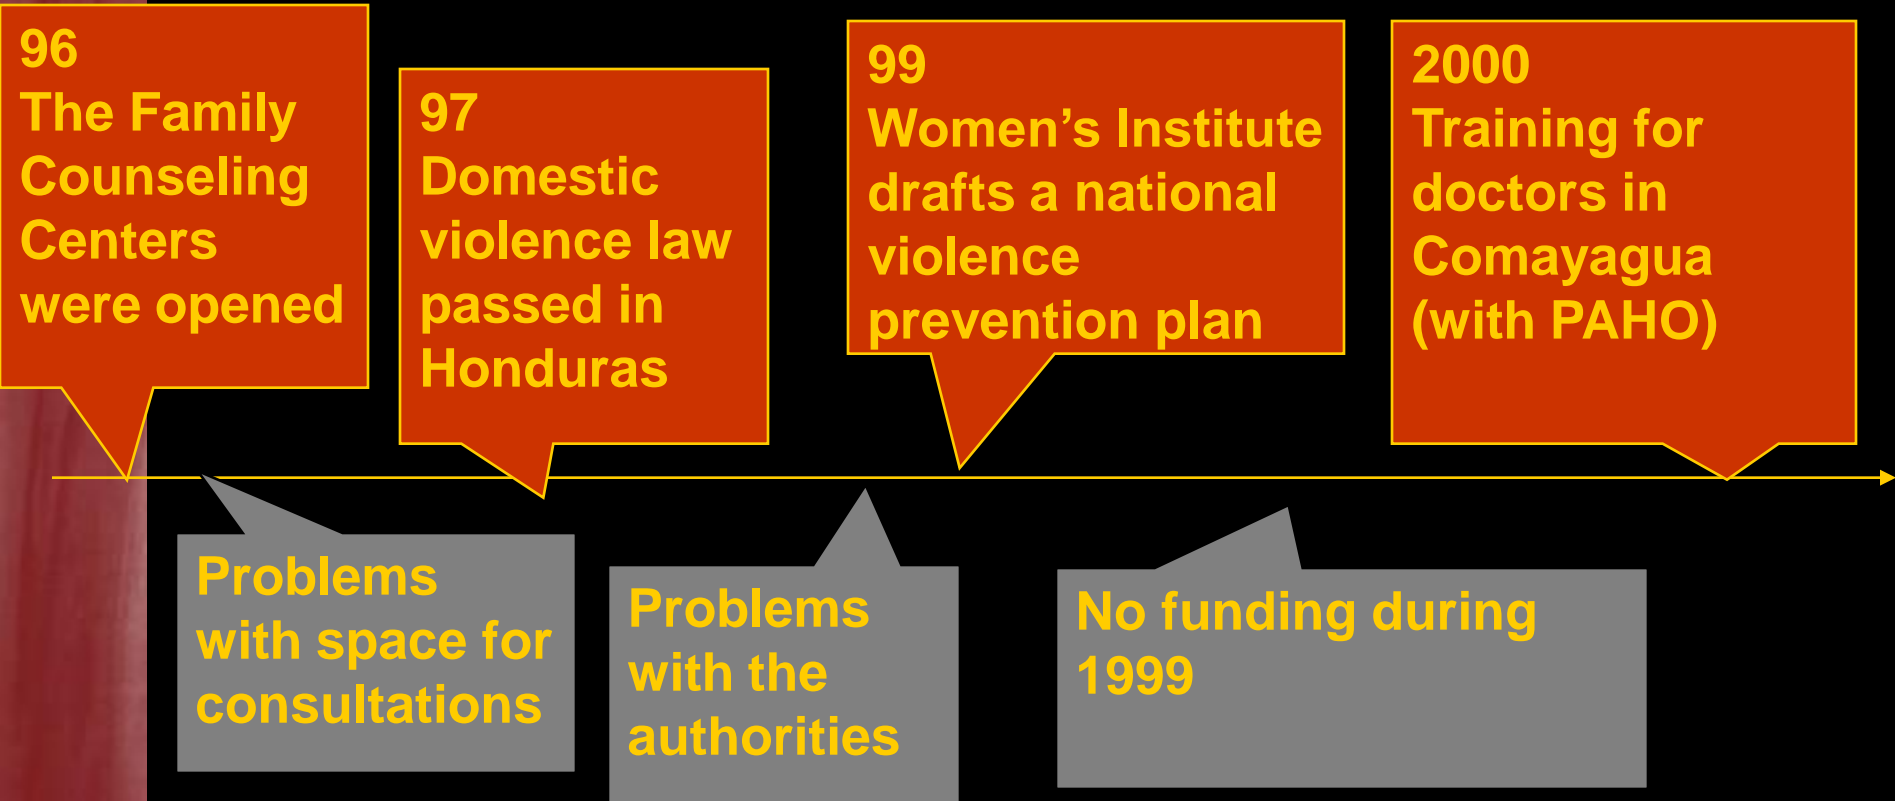 96
The Family
Counseling
Centers
were opened
97
Domestic
violence law
passed in
Honduras
99
Women’s Institute
drafts a national
violence
prevention plan
2000
Training for
doctors in
Comayagua
(with PAHO)
Problems
with space for
consultations
Problems
with the
authorities
No funding during
1999